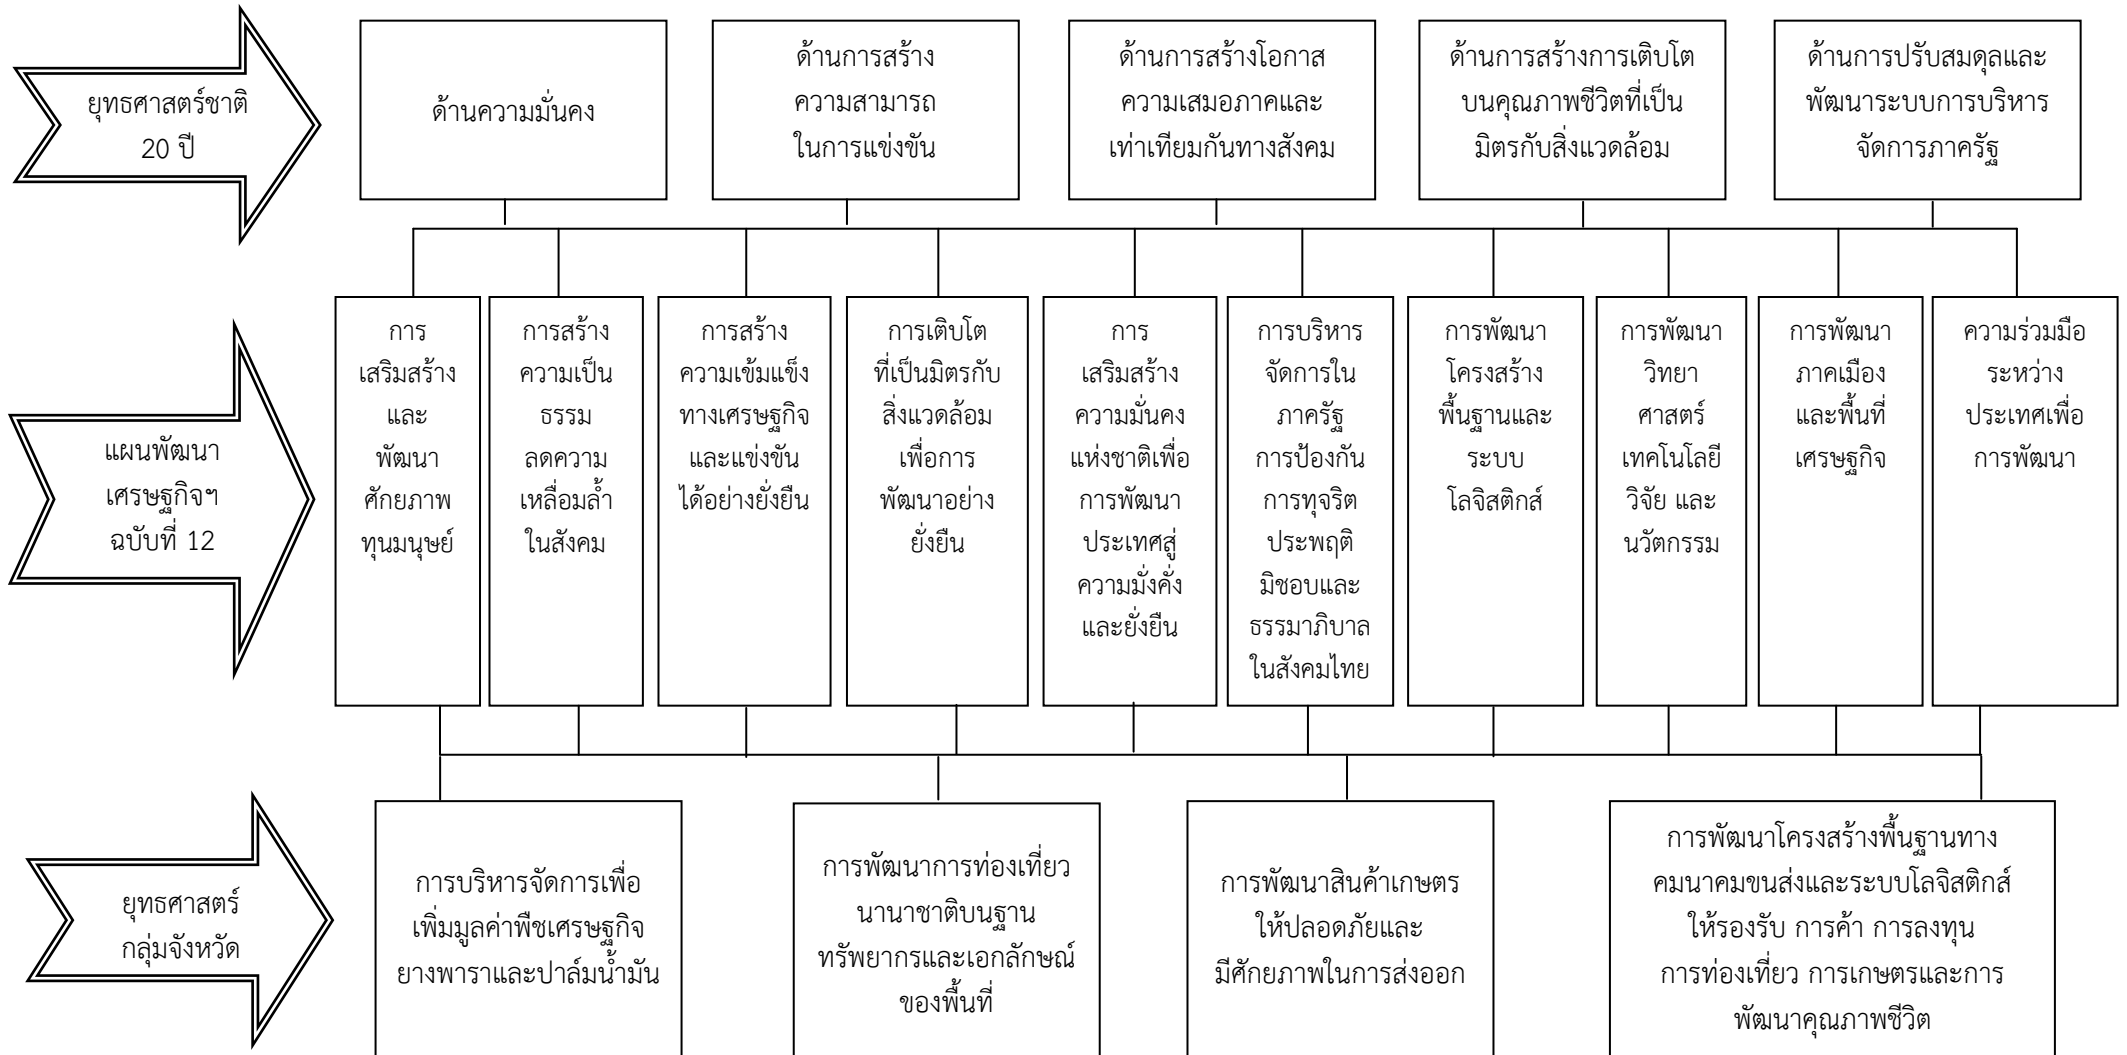 ยุทธศาสตร์ชาติ
20 ปี
ด้านความมั่นคง
ด้านการสร้าง
ความสามารถ
ในการแข่งขัน
ด้านการสร้างโอกาส
ความเสมอภาคและ
เท่าเทียมกันทางสังคม
ด้านการสร้างการเติบโต
บนคุณภาพชีวิตที่เป็น
มิตรกับสิ่งแวดล้อม
ด้านการปรับสมดุลและ
พัฒนาระบบการบริหาร
จัดการภาครัฐ
แผนพัฒนา
เศรษฐกิจฯ
ฉบับที่ 12
การ
เสริมสร้าง
และ
พัฒนา
ศักยภาพ
ทุนมนุษย์
การสร้าง
ความเป็น
ธรรม
ลดความ
เหลื่อมล้ำ
ในสังคม
การสร้าง
ความเข้มแข็ง
ทางเศรษฐกิจ
และแข่งขัน
ได้อย่างยั่งยืน
การเติบโต
ที่เป็นมิตรกับ
สิ่งแวดล้อม
เพื่อการ
พัฒนาอย่าง
ยั่งยืน
การ
เสริมสร้าง
ความมั่นคง
แห่งชาติเพื่อ
การพัฒนา
ประเทศสู่
ความมั่งคั่ง
และยั่งยืน
การบริหาร
จัดการใน
ภาครัฐ
การป้องกัน
การทุจริต
ประพฤติ
มิชอบและ
ธรรมาภิบาล
ในสังคมไทย
การพัฒนา
โครงสร้าง
พื้นฐานและ
ระบบ
โลจิสติกส์
การพัฒนา
วิทยา
ศาสตร์
เทคโนโลยี
วิจัย และ
นวัตกรรม
การพัฒนา
ภาคเมือง
และพื้นที่
เศรษฐกิจ
ความร่วมมือ
ระหว่าง
ประเทศเพื่อ
การพัฒนา
ยุทธศาสตร์
กลุ่มจังหวัด
การบริหารจัดการเพื่อ
เพิ่มมูลค่าพืชเศรษฐกิจ
ยางพาราและปาล์มน้ำมัน
การพัฒนาการท่องเที่ยว
นานาชาติบนฐาน
ทรัพยากรและเอกลักษณ์
ของพื้นที่
การพัฒนาสินค้าเกษตร
ให้ปลอดภัยและ
มีศักยภาพในการส่งออก
การพัฒนาโครงสร้างพื้นฐานทาง
คมนาคมขนส่งและระบบโลจิสติกส์
ให้รองรับ การค้า การลงทุน
การท่องเที่ยว การเกษตรและการ
พัฒนาคุณภาพชีวิต